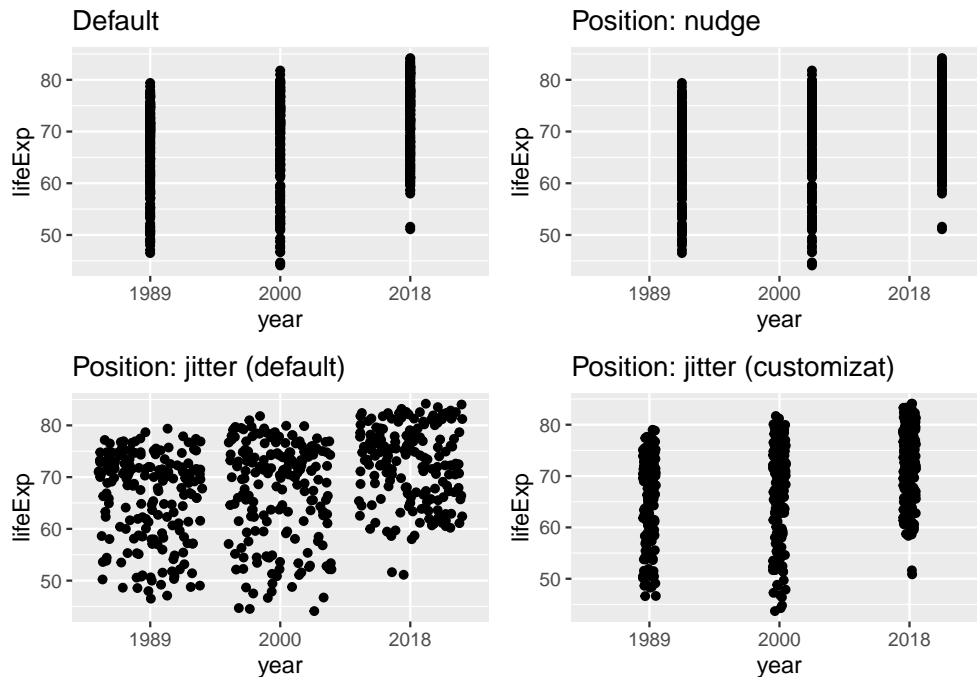 Default
80
70
60
50
lifeExp
1989 2000 2018
year
Position: nudge
80
70
60
50
lifeExp
1989 2000 2018
year
Position: jitter (default)
80
70
60
50
lifeExp
1989 2000 2018
year
Position: jitter (customizat)
80
70
60
50
lifeExp
1989 2000 2018
year